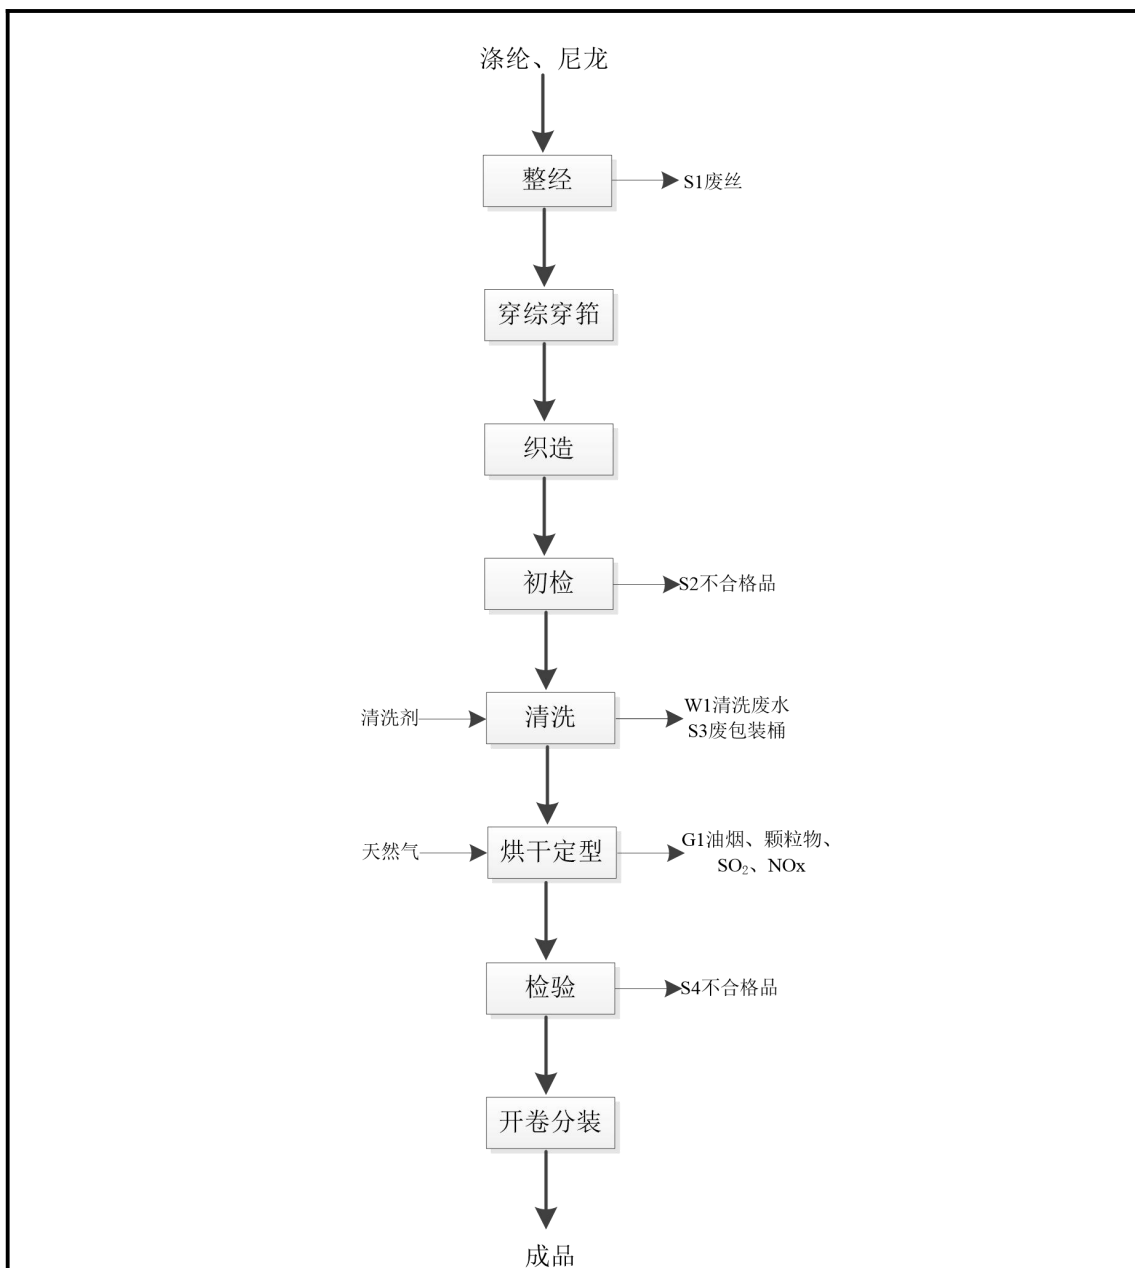 涤纶、尼龙
整经
S1废丝
穿综穿筘
织造
初检
S2不合格品
清洗剂
清洗
W1清洗废水
S3废包装桶
天然气
烘干定型
G1油烟、颗粒物、
SO₂、NOx
检验
S4不合格品
开卷分装
成品